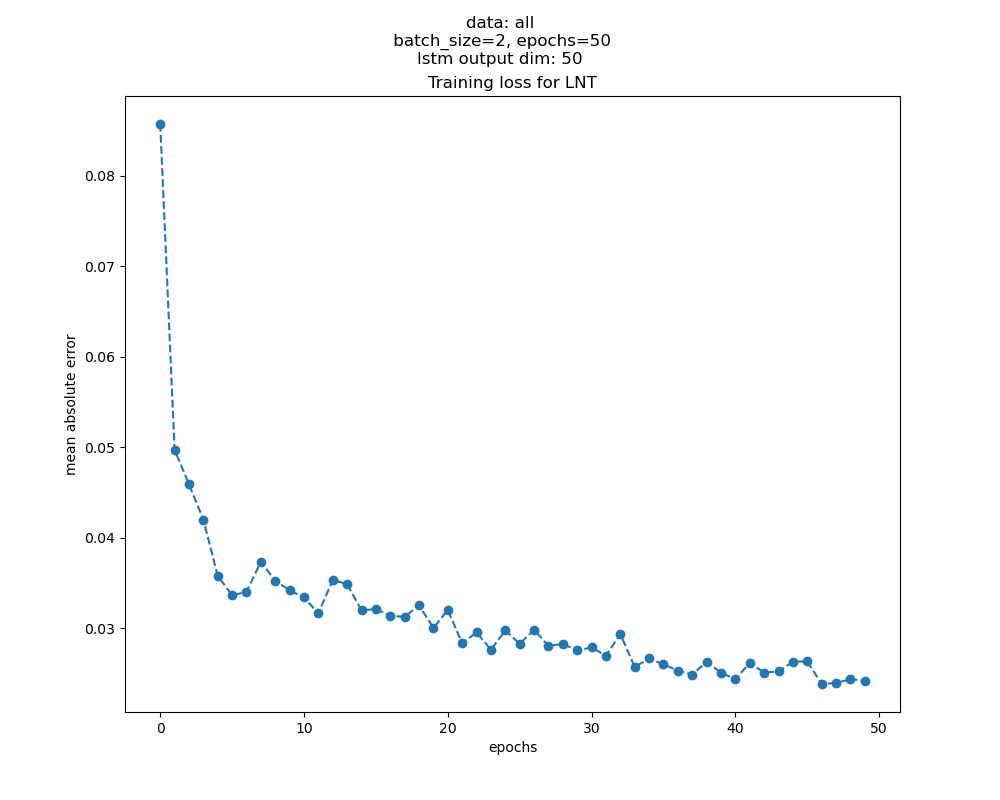 data: all
batch_size=2, epochs=50
lstm output dim: 50
Training loss for LNT
mean absolute error
0.08
0.07
0.06
0.05
0.04
0.03
0 10 20 30 40 50
epochs